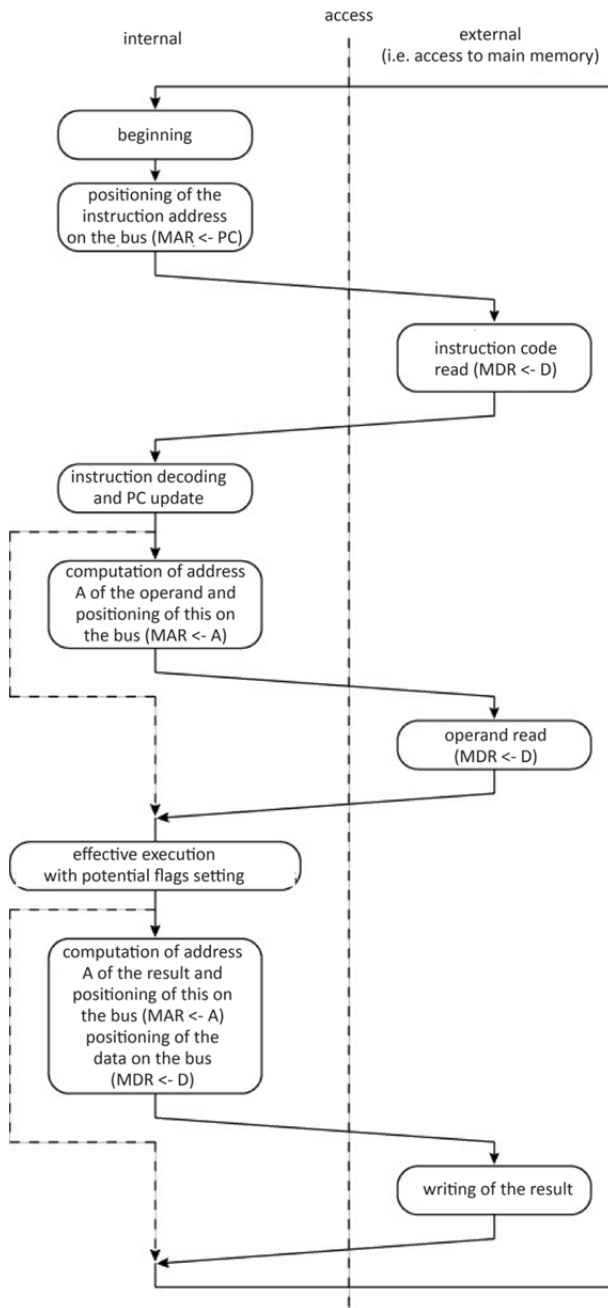 access
internal
external
(i.e. access to main memory)
beginning
positioning of the
instruction address
on the bus (MAR <- PC)
instruction code
read (MDR <- D)
instruction decoding
and PC update
computation of address
A of the operand and
positioning of this on
the bus (MAR <- A)
operand read
(MDR <- D)
effective execution
with potential flags setting
computation of address
A of the result and
positioning of this on
the bus (MAR <- A)
positioning of the
data on the bus
(MDR <- D)
writing of the result